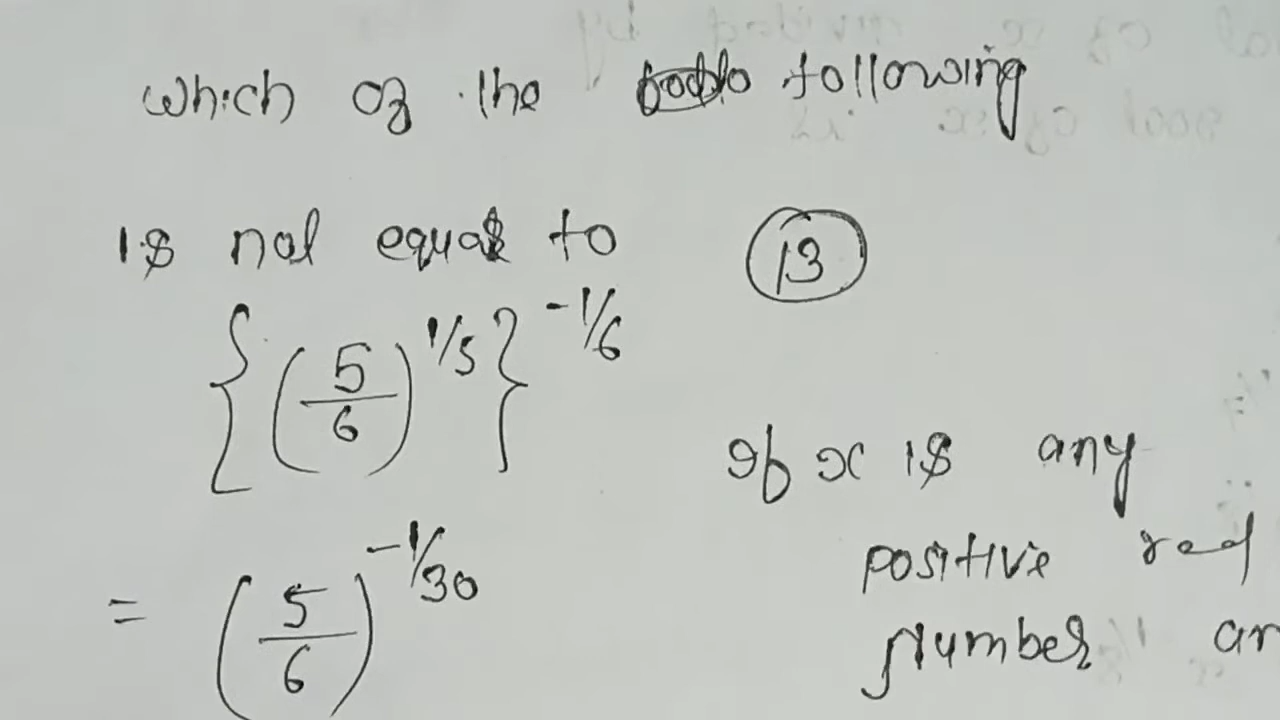 which of the following
is not equal to
13
{(5/6)^1/5}^-1/6
= (5/6)^-1/30
If x is any
positive real
number